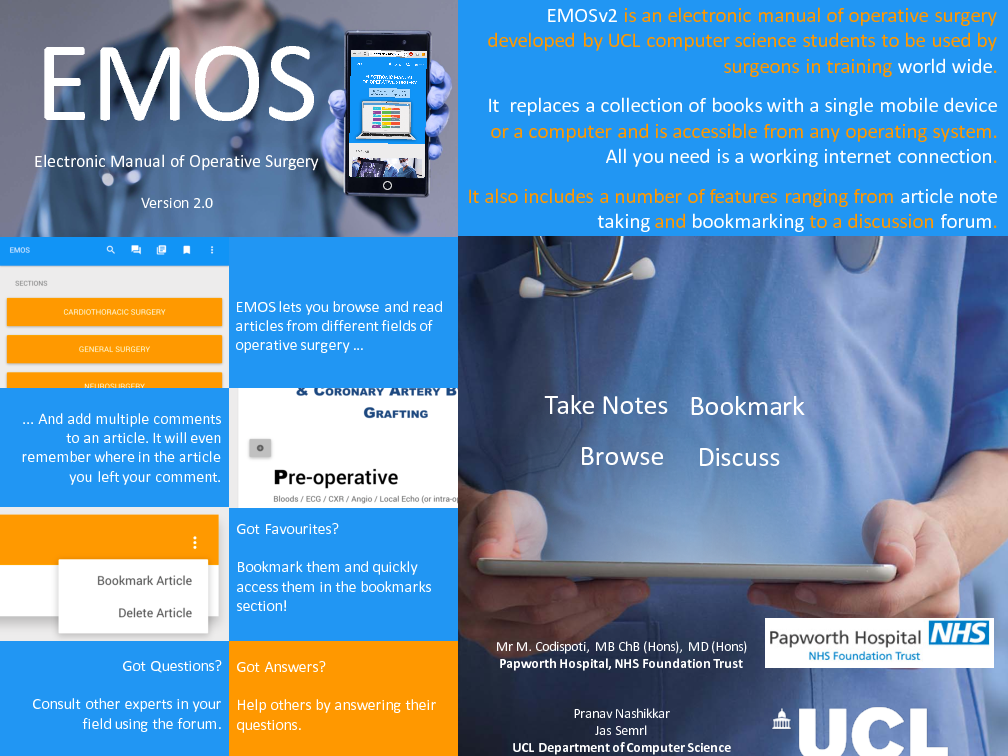 EMOS
Electronic Manual of Operative Surgery
Version 2.0
EMOSv2 is an electronic manual of operative surgery
developed by UCL computer science students to be used by
surgeons in training world wide.
It replaces a collection of books with a single mobile device
or a computer and is accessible from any operating system.
All you need is a working internet connection.
It also includes a number of features ranging from article note
taking and bookmarking to a discussion forum.
EMOS
SECTIONS
CARDIOTHORACIC SURGERY
GENERAL SURGERY
NEUROSURGERY
EMOS lets you browse and read
articles from different fields of
operative surgery ...
... And add multiple comments
to an article. It will even
remember where in the article
you left your comment.
& CORONARY ARTERY B
GRAFTING
Pre-operative
Bloods / ECG / CXR / Angio / Local Echo (or intra-op
Bookmark Article
Delete Article
Got Favourites?
Bookmark them and quickly
access them in the bookmarks
section!
Got Questions?
Consult other experts in your
field using the forum.
Got Answers?
Help others by answering their
questions.
Take Notes Bookmark
Browse Discuss
Mr M. Codispoti, MB ChB (Hons), MD (Hons)
Papworth Hospital, NHS Foundation Trust
Papworth Hospital NHS
NHS Foundation Trust
Pranav Nashikkar
Jas Semrl
UCL Department of Computer Science
UCL